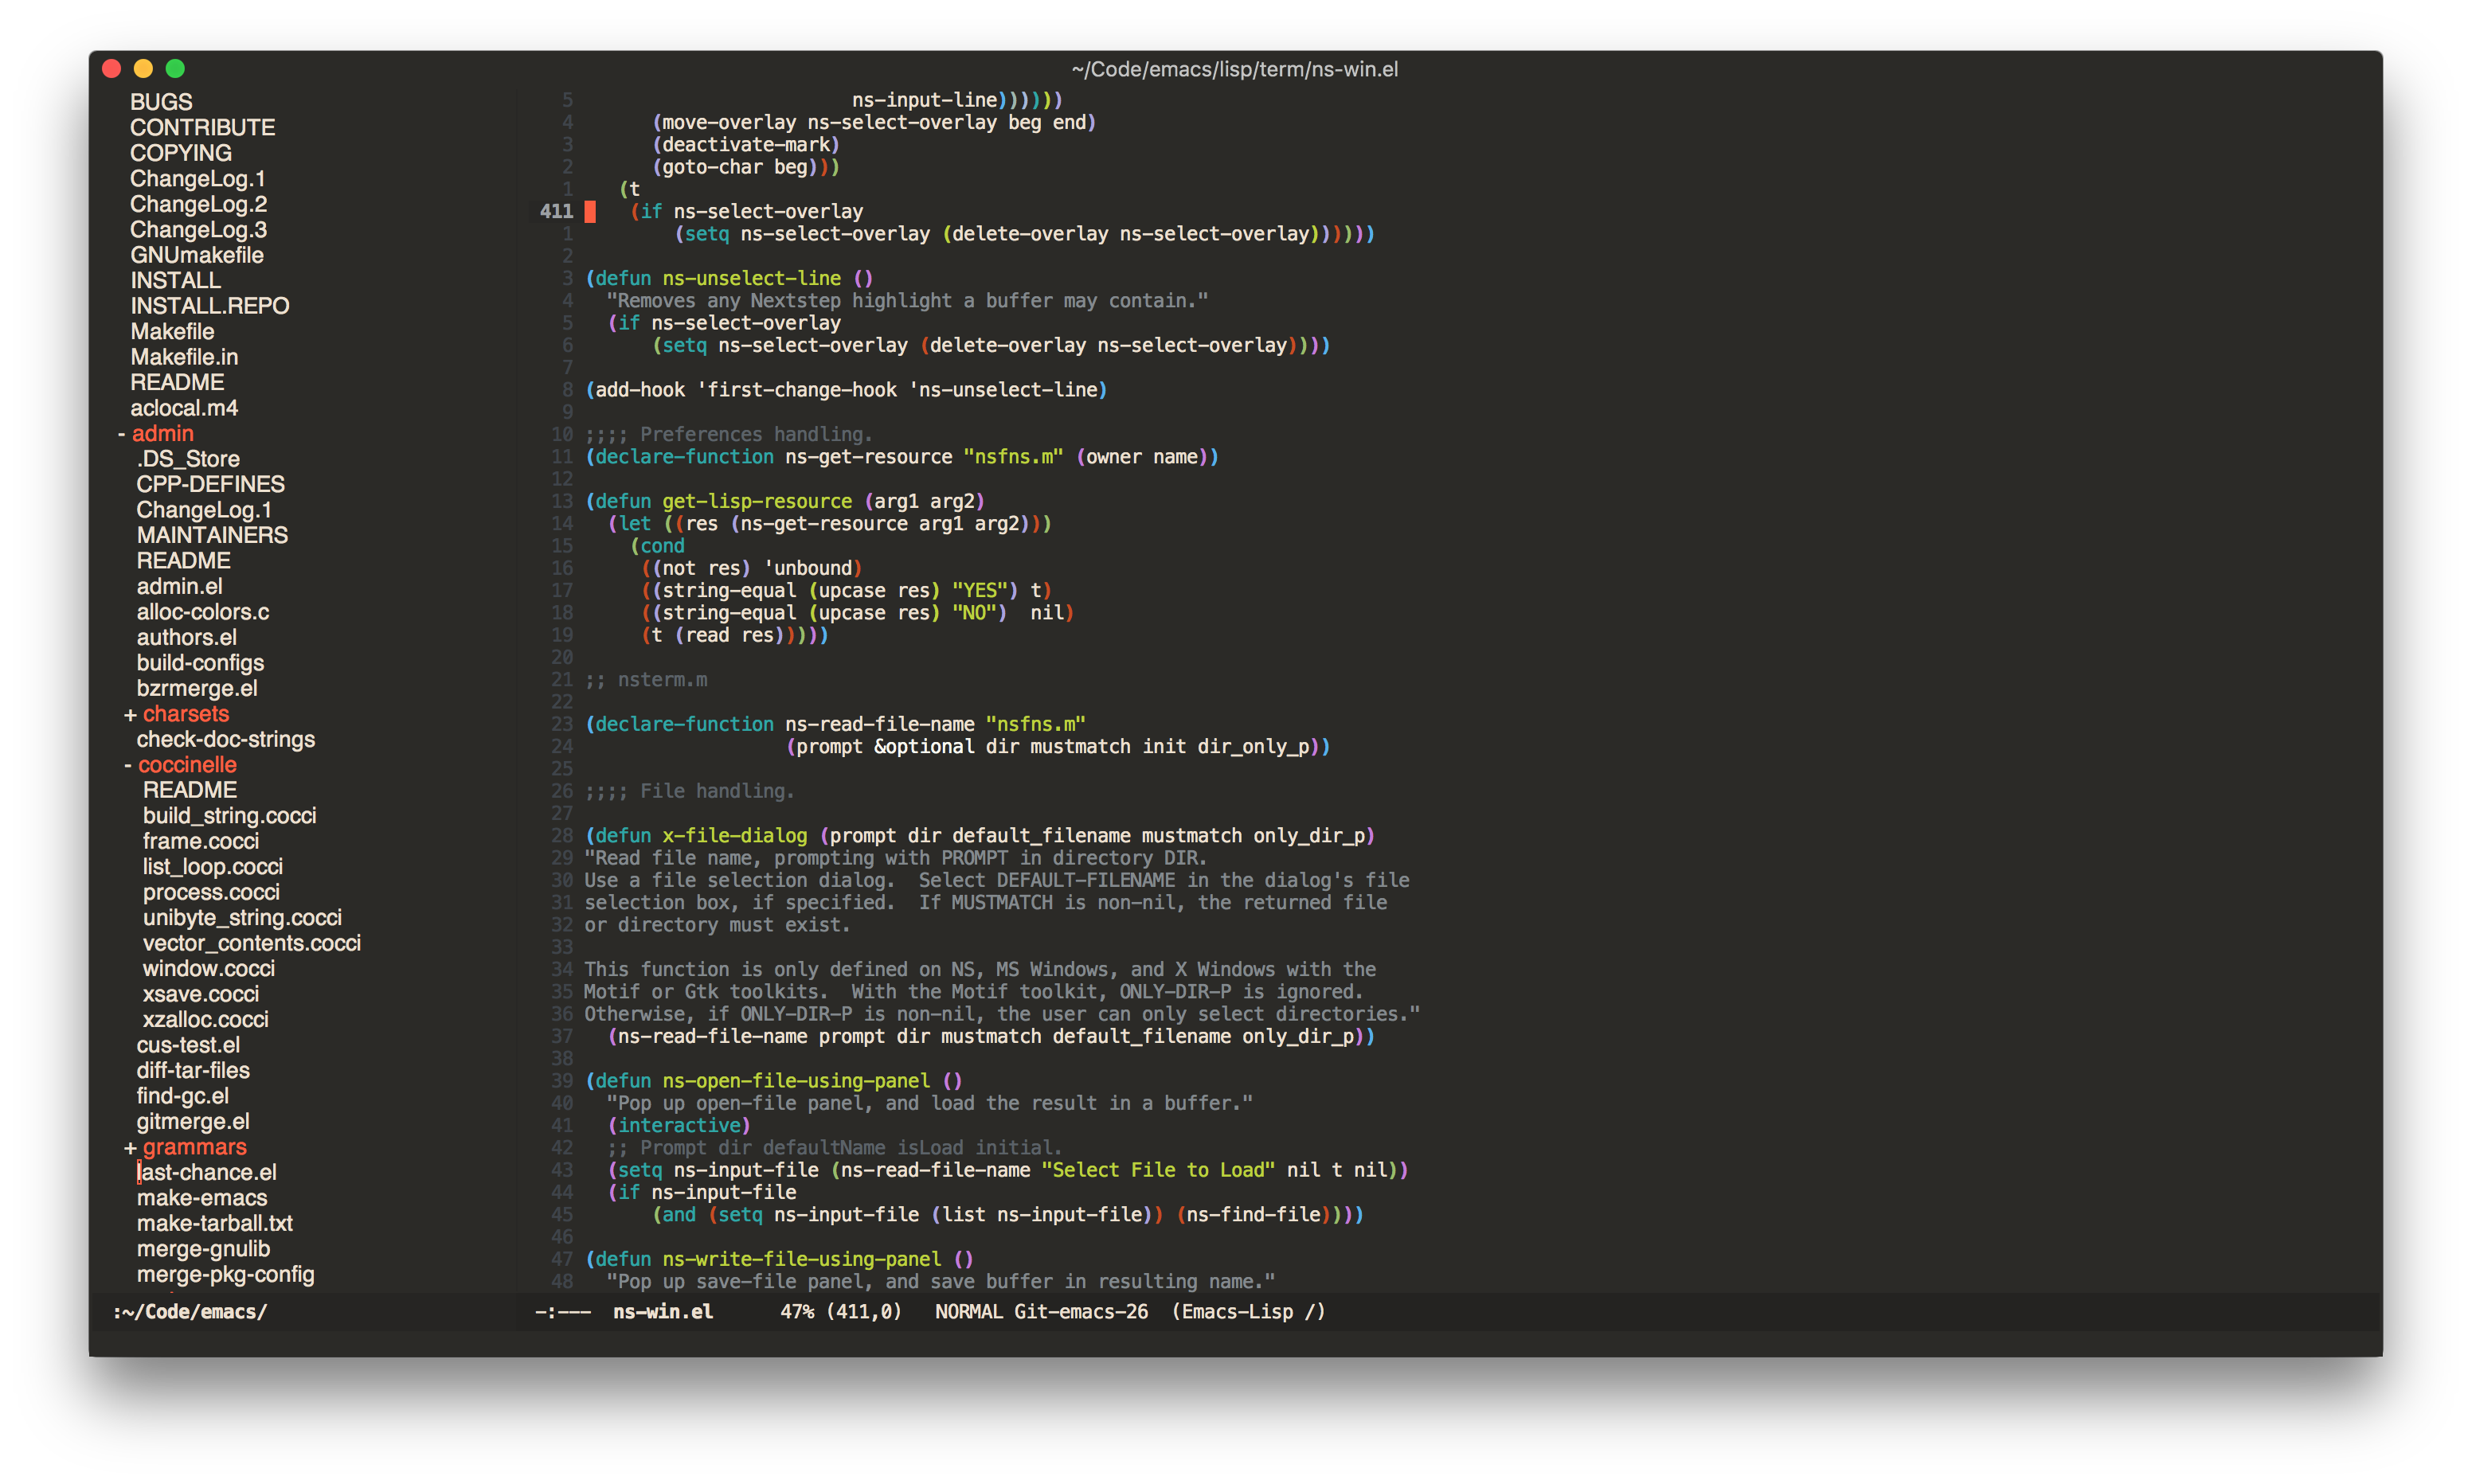 ~/Code/emacs/lisp/term/ns-win.el
BUGS
CONTRIBUTE
COPYING
ChangeLog.1
ChangeLog.2
ChangeLog.3
GNUmakefile
INSTALL
INSTALL.REPO
Makefile
Makefile.in
README
aclocal.m4
- admin
.DS_Store
CPP-DEFINES
ChangeLog.1
MAINTAINERS
README
admin.el
alloc-colors.c
authors.el
build-configs
bzrmerge.el
+ charsets
check-doc-strings
- coccinelle
README
build_string.cocci
frame.cocci
list_loop.cocci
process.cocci
unibyte_string.cocci
vector_contents.cocci
window.cocci
xsave.cocci
xzalloc.cocci
cus-test.el
diff-tar-files
find-gc.el
gitmerge.el
+ grammars
last-chance.el
make-emacs
make-tarball.txt
merge-gnulib
merge-pkg-config
:~/Code/emacs/
5                         ns-input-line))))))
4       (move-overlay ns-select-overlay beg end)
3       (deactivate-mark)
2       (goto-char beg)))
1    (t
411     (if ns-select-overlay
1         (setq ns-select-overlay (delete-overlay ns-select-overlay))))))
2
3 (defun ns-unselect-line ()
4   "Removes any Nextstep highlight a buffer may contain."
5   (if ns-select-overlay
6       (setq ns-select-overlay (delete-overlay ns-select-overlay))))
7
8 (add-hook 'first-change-hook 'ns-unselect-line)
9
10 ;;;; Preferences handling.
11 (declare-function ns-get-resource "nsfns.m" (owner name))
12
13 (defun get-lisp-resource (arg1 arg2)
14   (let ((res (ns-get-resource arg1 arg2)))
15     (cond
16      ((not res) 'unbound)
17      ((string-equal (upcase res) "YES") t)
18      ((string-equal (upcase res) "NO")  nil)
19      (t (read res)))))
20
21 ;; nsterm.m
22
23 (declare-function ns-read-file-name "nsfns.m"
24                   (prompt &optional dir mustmatch init dir_only_p))
25
26 ;;;; File handling.
27
28 (defun x-file-dialog (prompt dir default_filename mustmatch only_dir_p)
29 "Read file name, prompting with PROMPT in directory DIR.
30 Use a file selection dialog.  Select DEFAULT-FILENAME in the dialog's file
31 selection box, if specified.  If MUSTMATCH is non-nil, the returned file
32 or directory must exist.
33
34 This function is only defined on NS, MS Windows, and X Windows with the
35 Motif or Gtk toolkits.  With the Motif toolkit, ONLY-DIR-P is ignored.
36 Otherwise, if ONLY-DIR-P is non-nil, the user can only select directories."
37   (ns-read-file-name prompt dir mustmatch default_filename only_dir_p))
38
39 (defun ns-open-file-using-panel ()
40   "Pop up open-file panel, and load the result in a buffer."
41   (interactive)
42   ;; Prompt dir defaultName isLoad initial.
43   (setq ns-input-file (ns-read-file-name "Select File to Load" nil t nil))
44   (if ns-input-file
45       (and (setq ns-input-file (list ns-input-file)) (ns-find-file))))
46
47 (defun ns-write-file-using-panel ()
48   "Pop up save-file panel, and save buffer in resulting name."
-:---  ns-win.el      47% (411,0)   NORMAL Git-emacs-26  (Emacs-Lisp /)